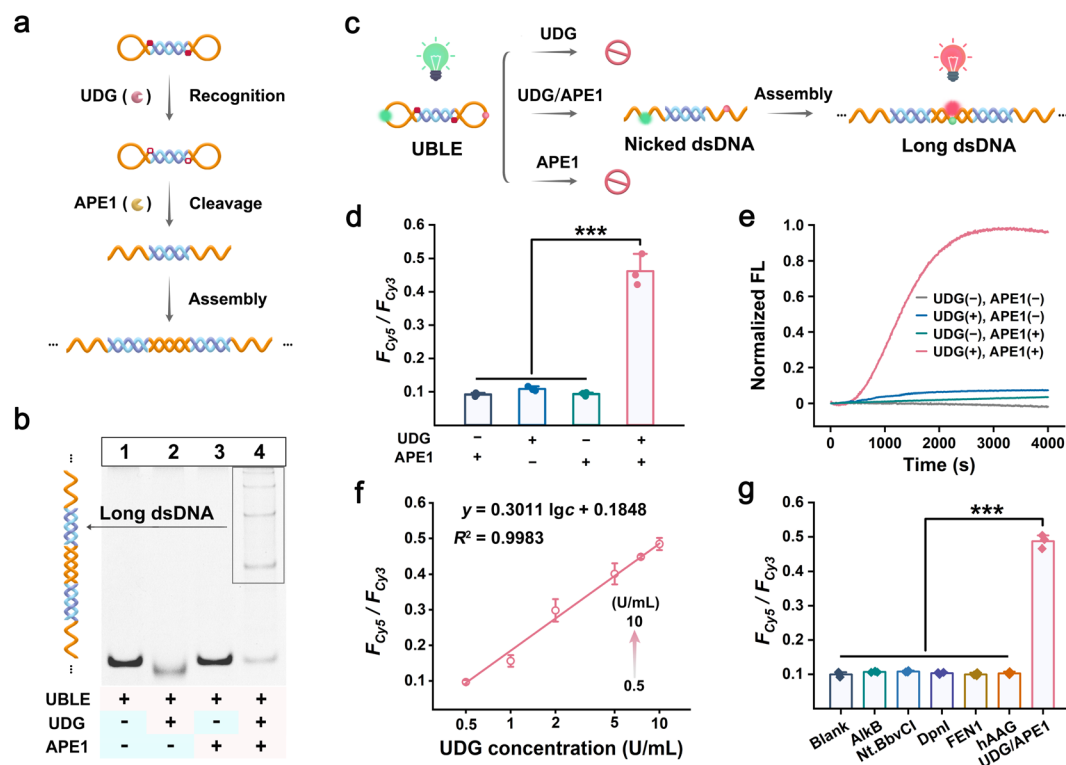 a
UDG ( ) Recognition
APE1 ( ) Cleavage
Assembly
... ...
b
1 2 3 4
Long dsDNA
...
...
UBLE + + + +
UDG - + - +
APE1 - - + +
c
UDG
UDG/APE1
APE1
UBLE
Nicked dsDNA
Assembly
... ...
Long dsDNA
d
FCy5 / FCy3
0.6
0.5
0.4
0.3
0.2
0.1
***
UDG − + − +
APE1 + − + +
e
Normalized FL
1.0
0.8
0.6
0.4
0.2
0
UDG(−), APE1(−)
UDG(+), APE1(−)
UDG(−), APE1(+)
UDG(+), APE1(+)
0 1000 2000 3000 4000
Time (s)
f
FCy5 / FCy3
0.6
0.5
0.4
0.3
0.2
0.1
y = 0.3011 lgc + 0.1848
R² = 0.9983
(U/mL)
10
0.5
0.5 1 2 5 10
UDG concentration (U/mL)
g
FCy5 / FCy3
0.6
0.5
0.4
0.3
0.2
0.1
***
Blank
AlkB
Nt.BbvCI
DpnI
FEN1
hAAG
UDG/APE1